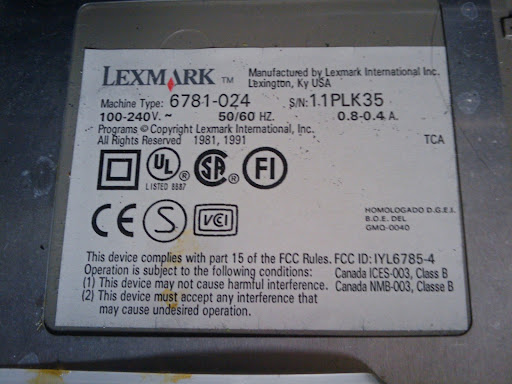 LEXMARK ™ Manufactured by Lexmark International Inc.
Lexington, Ky USA
Machine Type: 6781-024 S/N: 11PLK35
100-240V. ~ 50/60 HZ. 0.8-0.4 A.
Programs © Copyright Lexmark International, Inc.
All Rights Reserved 1981, 1991 TCA
UL ® SA ® FI
LISTED 88B7
CE S VCCI
HOMOLOGADO D.G.E.I.
B.O.E. DEL
GMQ-0040
This device complies with part 15 of the FCC Rules. FCC ID: IYL6785-4
Operation is subject to the following conditions: Canada ICES-003, Class B
(1) This device may not cause harmful interference. Canada NMB-003, Classe B
(2) This device must accept any interference that
may cause undesired operation.